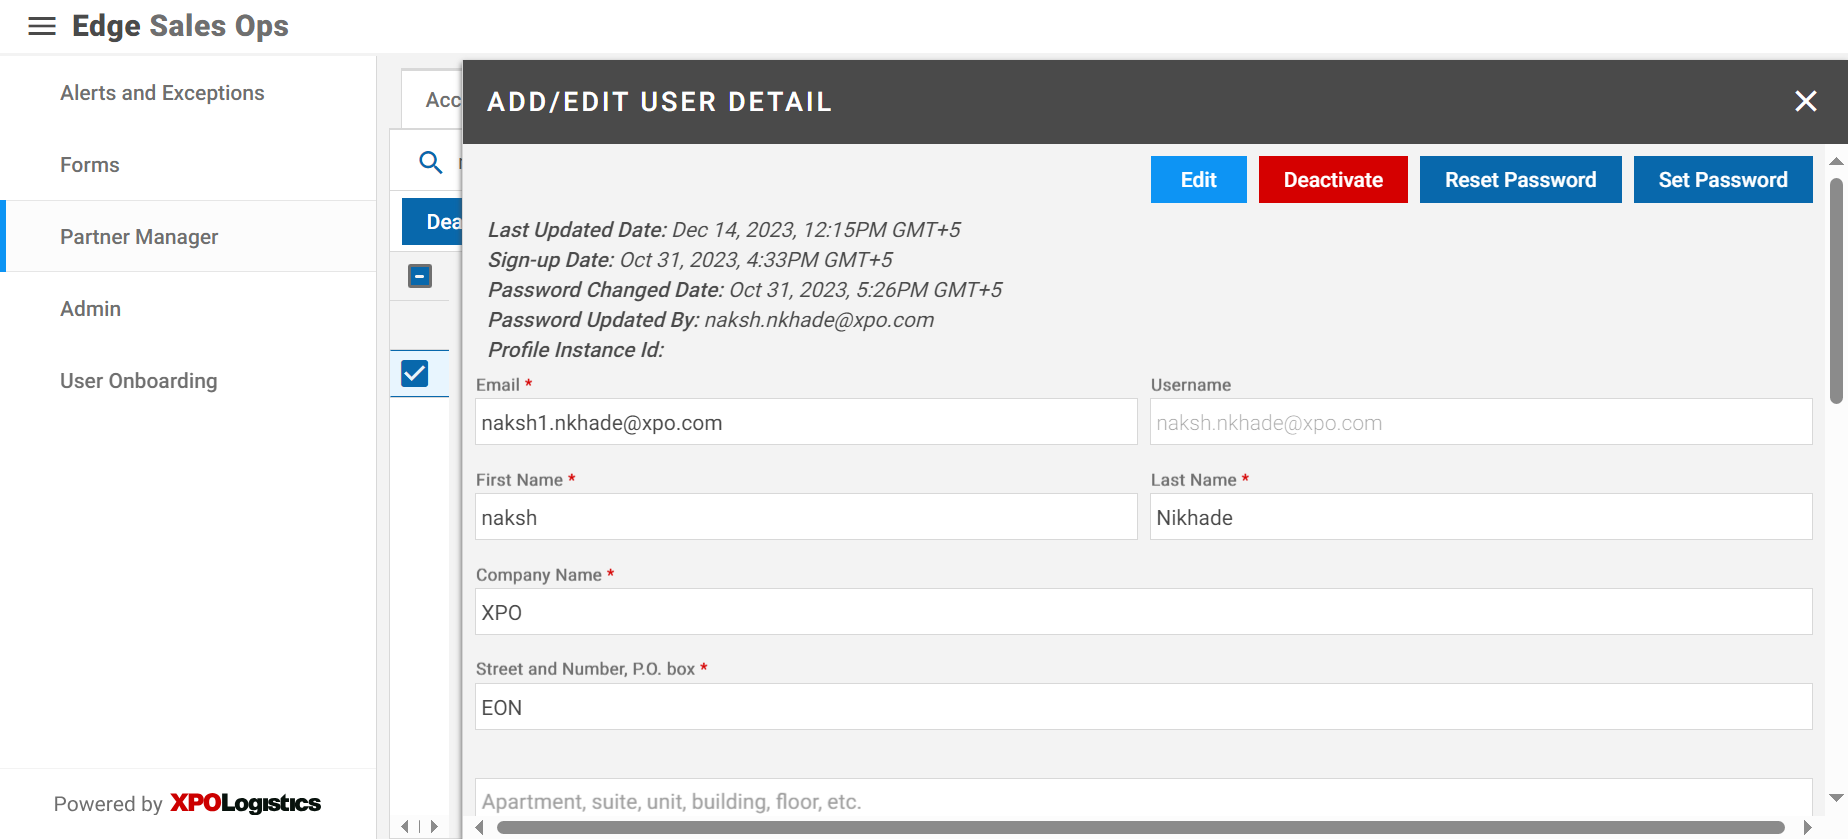 Edge Sales Ops
Alerts and Exceptions
Forms
Partner Manager
Admin
User Onboarding
Powered by XPOLogistics
Acc
Dea
ADD/EDIT USER DETAIL
Edit
Deactivate
Reset Password
Set Password
Last Updated Date: Dec 14, 2023, 12:15PM GMT+5
Sign-up Date: Oct 31, 2023, 4:33PM GMT+5
Password Changed Date: Oct 31, 2023, 5:26PM GMT+5
Password Updated By: naksh.nkhade@xpo.com
Profile Instance Id:
Email *
naksh1.nkhade@xpo.com
Username
naksh.nkhade@xpo.com
First Name *
naksh
Last Name *
Nikhade
Company Name *
XPO
Street and Number, P.O. box *
EON
Apartment, suite, unit, building, floor, etc.